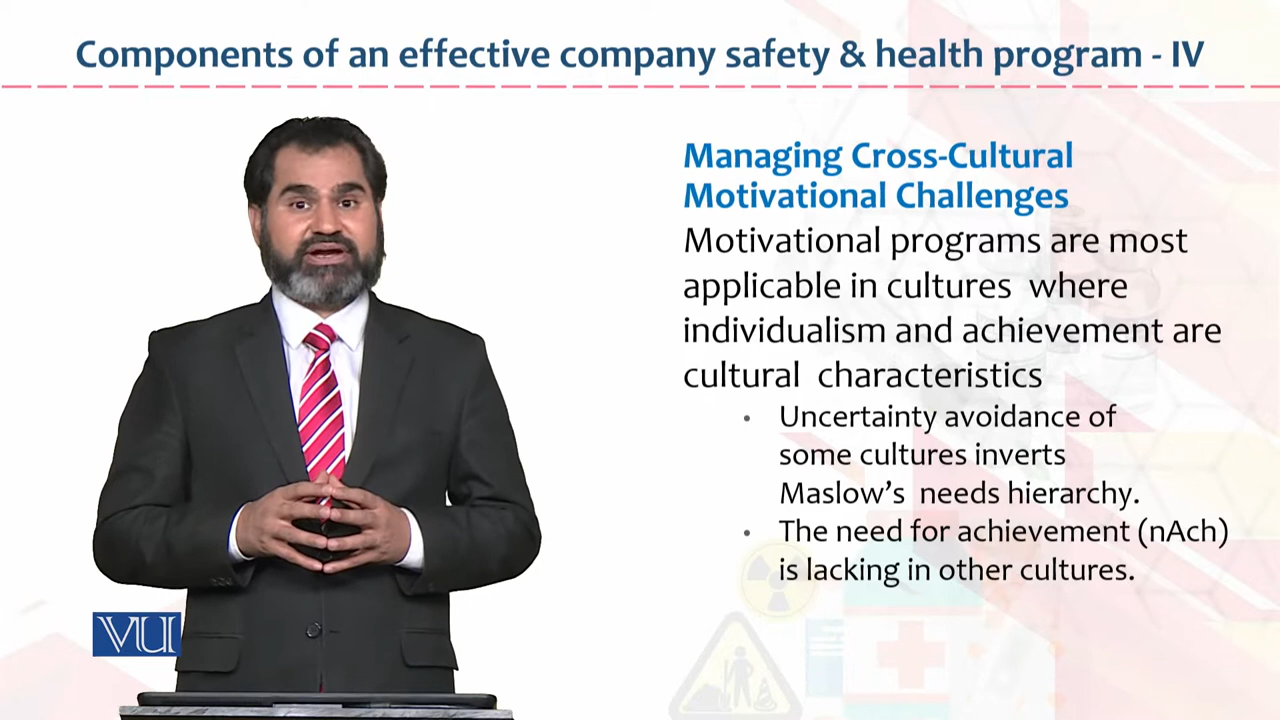 Components of an effective company safety & health program - IV
Managing Cross-Cultural
Motivational Challenges
Motivational programs are most
applicable in cultures where
individualism and achievement are
cultural characteristics
• Uncertainty avoidance of
some cultures inverts
Maslow’s needs hierarchy.
• The need for achievement (nAch)
is lacking in other cultures.
VU